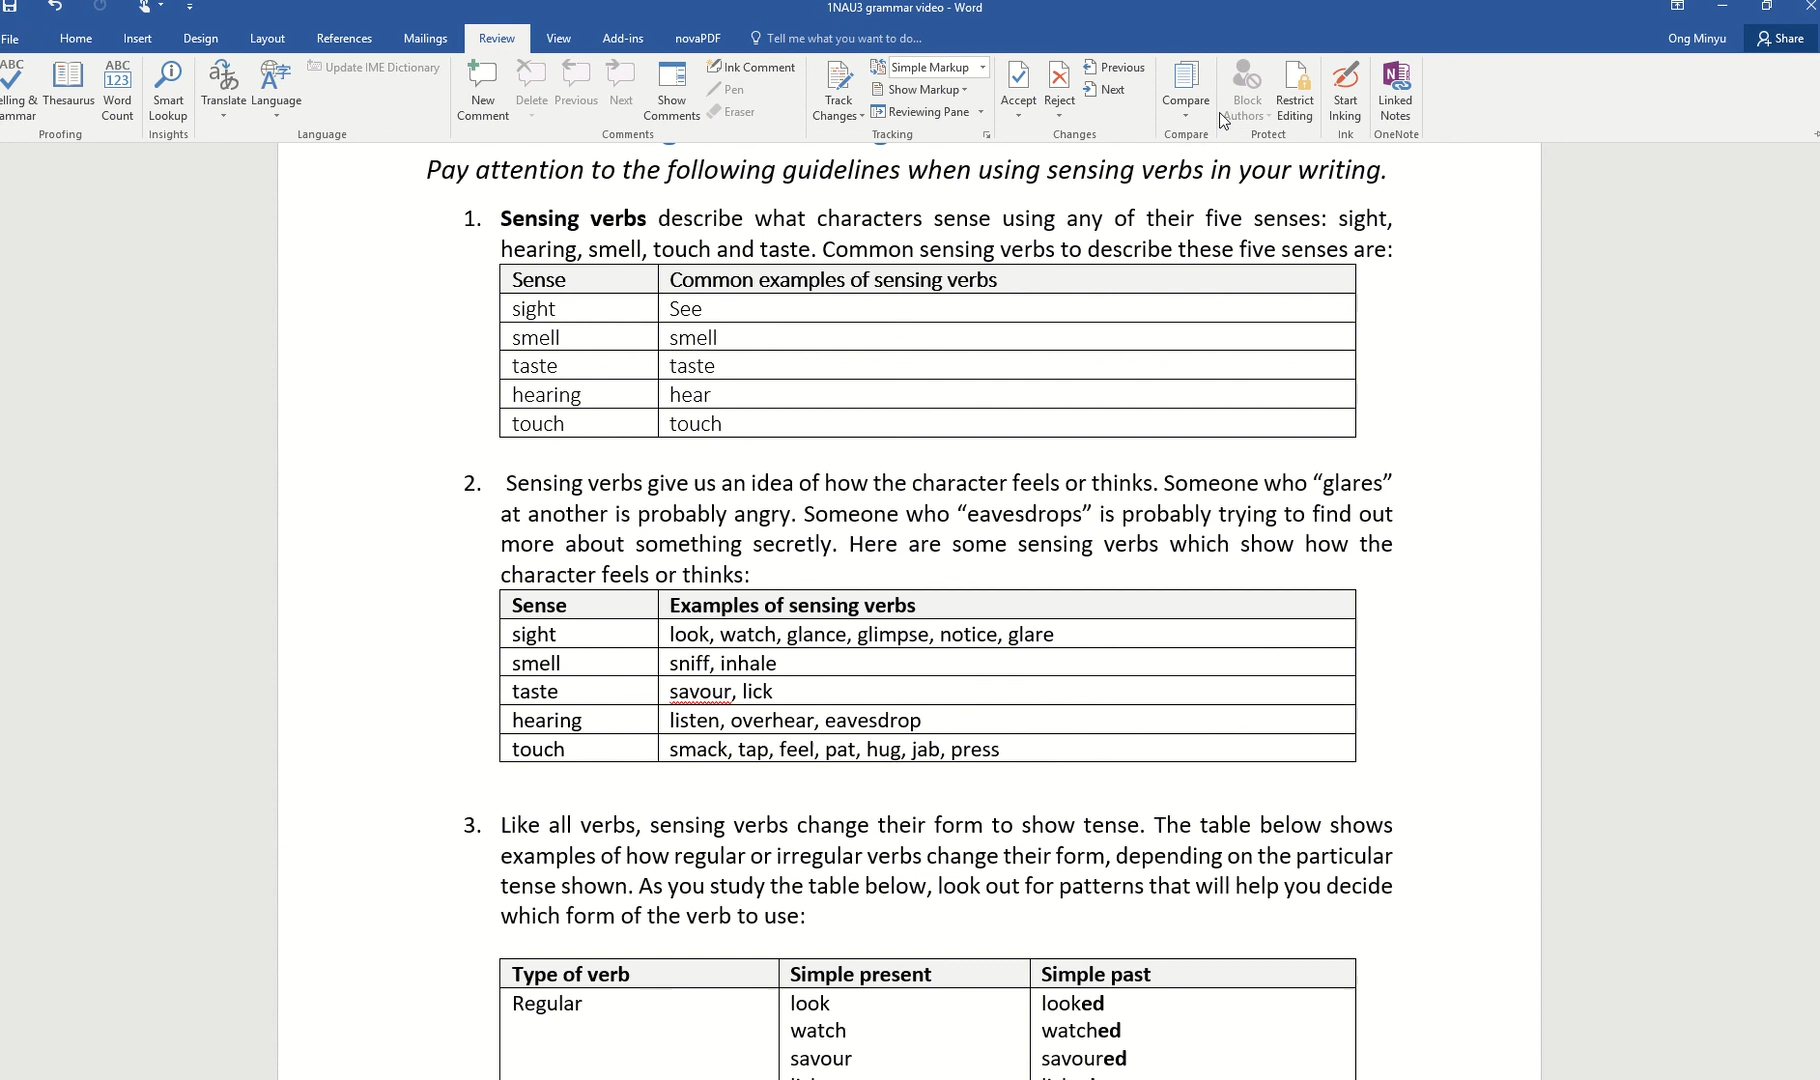 1NAU3 grammar video - Word
File Home Insert Design Layout References Mailings Review View Add-ins novaPDF Tell me what you want to do... Ong Minyu Share
ABC
elling &
ammar
Thesaurus
ABC
123
Word
Count
Proofing
Smart
Lookup
Insights
Translate
Language
Update IME Dictionary
Language
New
Comment
Delete
Previous
Next
Show
Comments
Ink Comment
Pen
Eraser
Comments
Track
Changes
Simple Markup
Show Markup
Reviewing Pane
Tracking
Accept
Reject
Previous
Next
Changes
Compare
Compare
Block
Authors
Restrict
Editing
Protect
Start
Inking
Ink
Linked
Notes
OneNote
Pay attention to the following guidelines when using sensing verbs in your writing.
1. Sensing verbs describe what characters sense using any of their five senses: sight,
hearing, smell, touch and taste. Common sensing verbs to describe these five senses are:
Sense Common examples of sensing verbs
sight See
smell smell
taste taste
hearing hear
touch touch
2. Sensing verbs give us an idea of how the character feels or thinks. Someone who “glares”
at another is probably angry. Someone who “eavesdrops” is probably trying to find out
more about something secretly. Here are some sensing verbs which show how the
character feels or thinks:
Sense Examples of sensing verbs
sight look, watch, glance, glimpse, notice, glare
smell sniff, inhale
taste savour, lick
hearing listen, overhear, eavesdrop
touch smack, tap, feel, pat, hug, jab, press
3. Like all verbs, sensing verbs change their form to show tense. The table below shows
examples of how regular or irregular verbs change their form, depending on the particular
tense shown. As you study the table below, look out for patterns that will help you decide
which form of the verb to use:
Type of verb Simple present Simple past
Regular look looked
watch watched
savour savoured